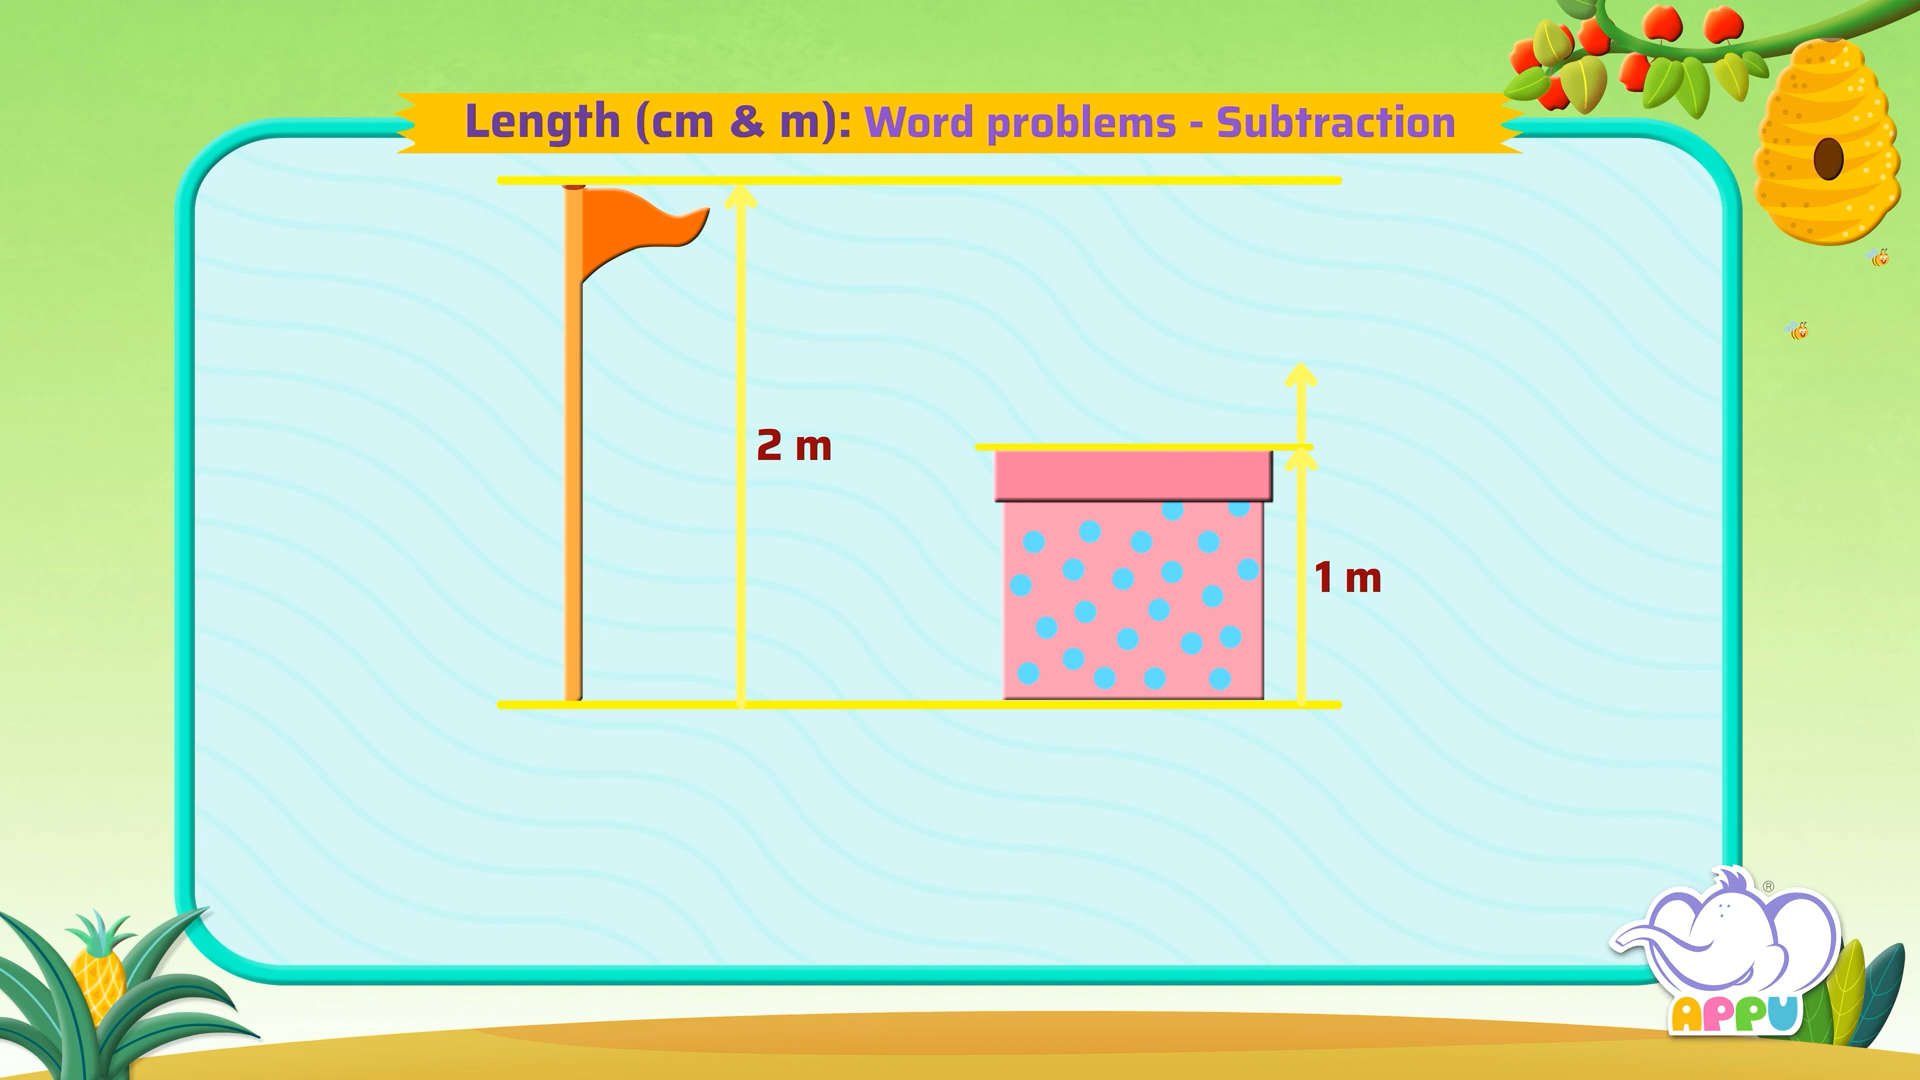 Length (cm & m): Word problems - Subtraction
2 m
1 m
®
APPU